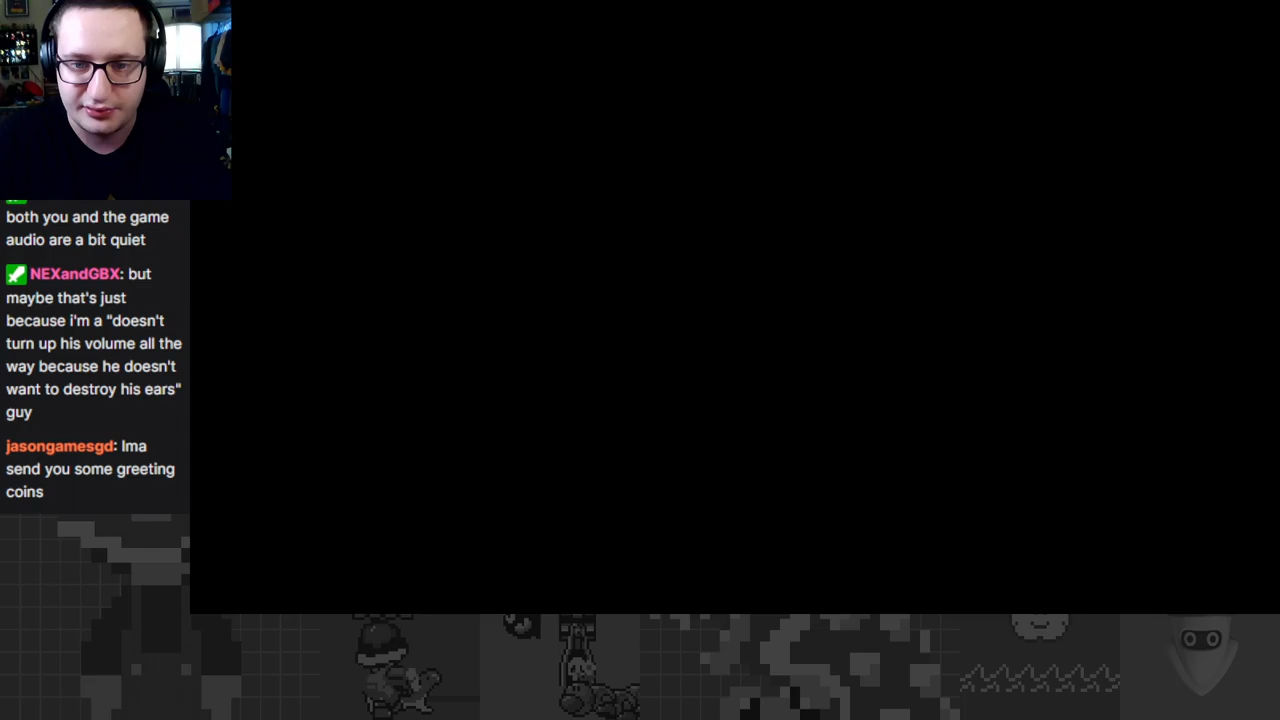 both you and the game
audio are a bit quiet
NEXandGBX: but
maybe that's just
because i'm a "doesn't
turn up his volume all the
way because he doesn't
want to destroy his ears"
guy
jasongamesgd: Ima
send you some greeting
coins